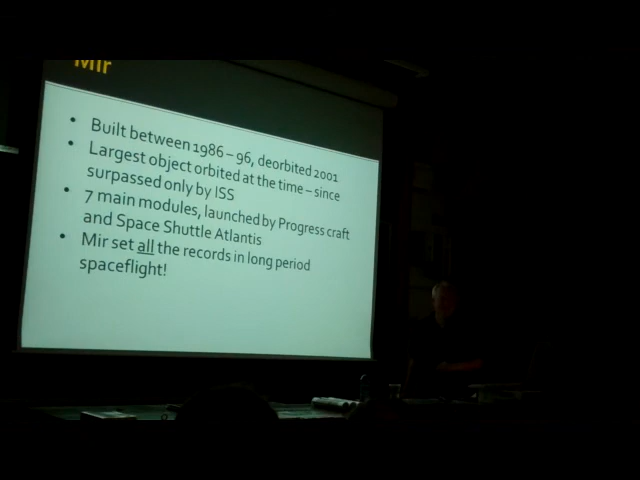 Mir
• Built between 1986 – 96, deorbited 2001
• Largest object orbited at the time – since
surpassed only by ISS
• 7 main modules, launched by Progress craft
and Space Shuttle Atlantis
• Mir set all the records in long period
spaceflight!